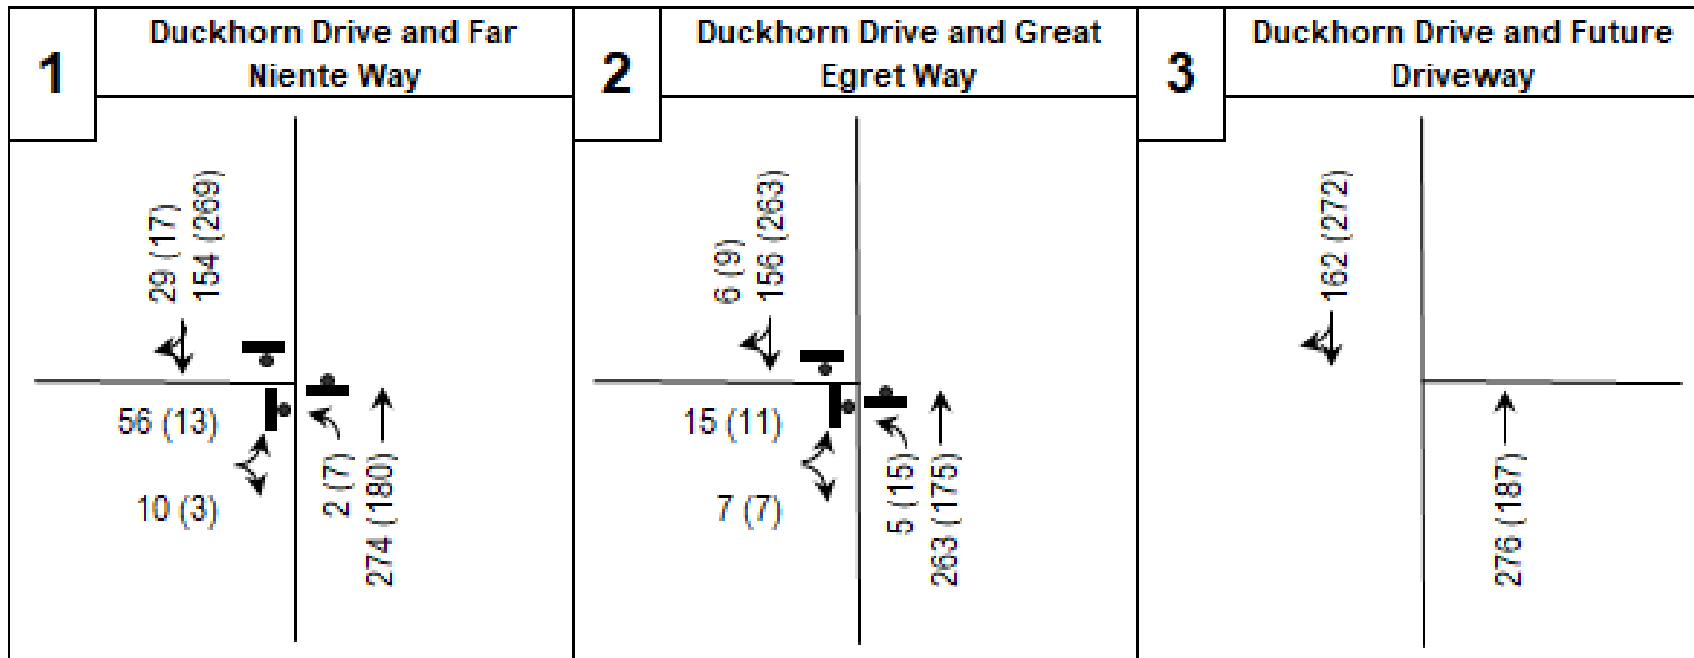 1
Duckhorn Drive and Far
Niente Way
29 (17)
154 (269)
56 (13)
10 (3)
2 (7)
274 (180)
2
Duckhorn Drive and Great
Egret Way
6 (9)
156 (263)
15 (11)
7 (7)
5 (15)
263 (175)
3
Duckhorn Drive and Future
Driveway
162 (272)
276 (187)